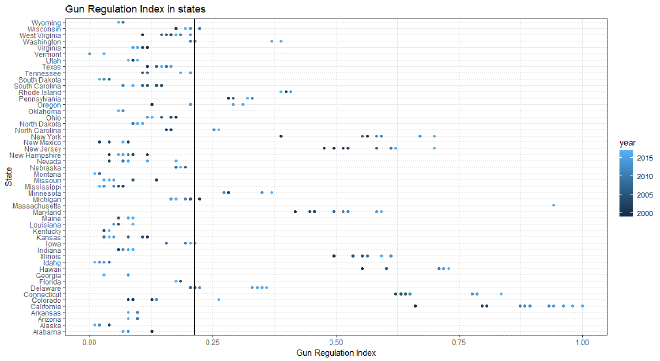 Gun Regulation Index in states
State
Wyoming
Wisconsin
West Virginia
Washington
Virginia
Vermont
Utah
Texas
Tennessee
South Dakota
South Carolina
Rhode Island
Pennsylvania
Oregon
Oklahoma
Ohio
North Dakota
North Carolina
New York
New Mexico
New Jersey
New Hampshire
Nevada
Nebraska
Montana
Missouri
Mississippi
Minnesota
Michigan
Massachusetts
Maryland
Maine
Louisiana
Kentucky
Kansas
Iowa
Indiana
Illinois
Idaho
Hawaii
Georgia
Florida
Delaware
Connecticut
Colorado
California
Arkansas
Arizona
Alaska
Alabama
0.00 0.25 0.50 0.75 1.00
Gun Regulation Index
year
2015
2010
2005
2000